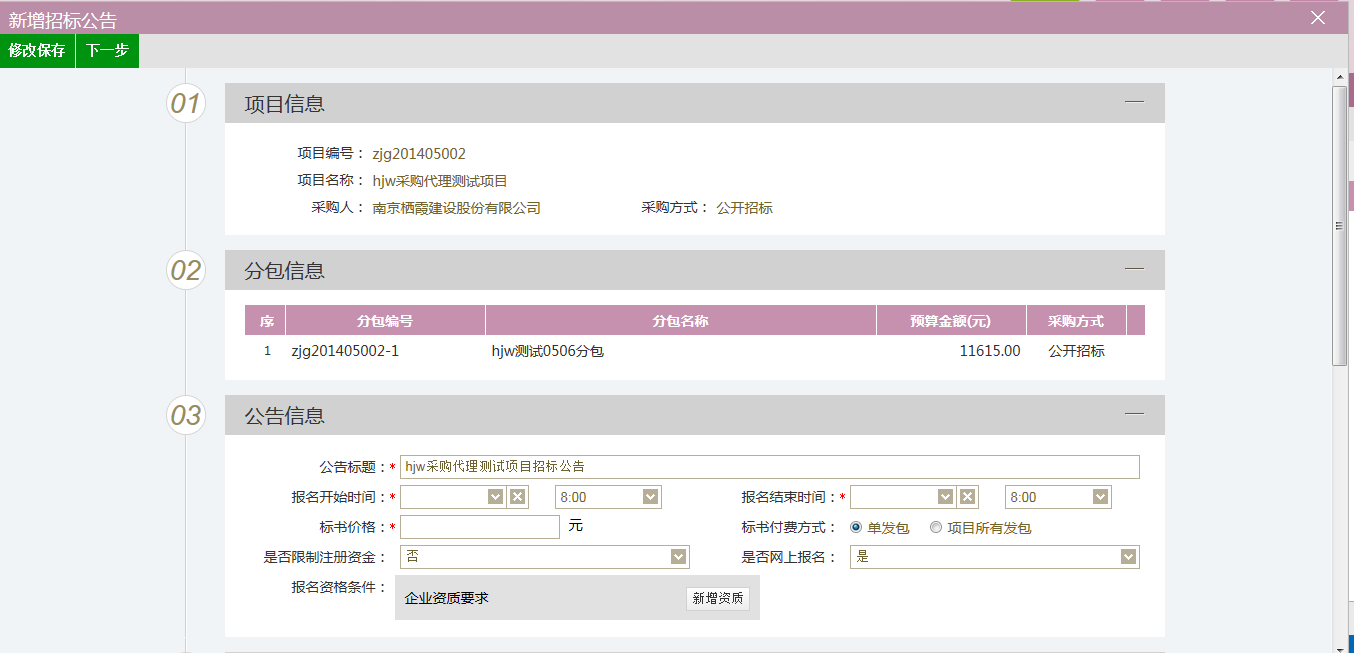 新增招标公告
修改保存 下一步
01 项目信息
项目编号： zjg201405002
项目名称： hjw采购代理测试项目
采购人： 南京栖霞建设股份有限公司 采购方式： 公开招标
02 分包信息
序 分包编号 分包名称 预算金额(元) 采购方式
1 zjg201405002-1 hjw测试0506分包 11615.00 公开招标
03 公告信息
公告标题：* hjw采购代理测试项目招标公告
报名开始时间：* 8:00 报名结束时间：* 8:00
标书价格：* 元 标书付费方式： 单发包 项目所有发包
是否限制注册资金： 否 是否网上报名： 是
报名资格条件： 企业资质要求 新增资质